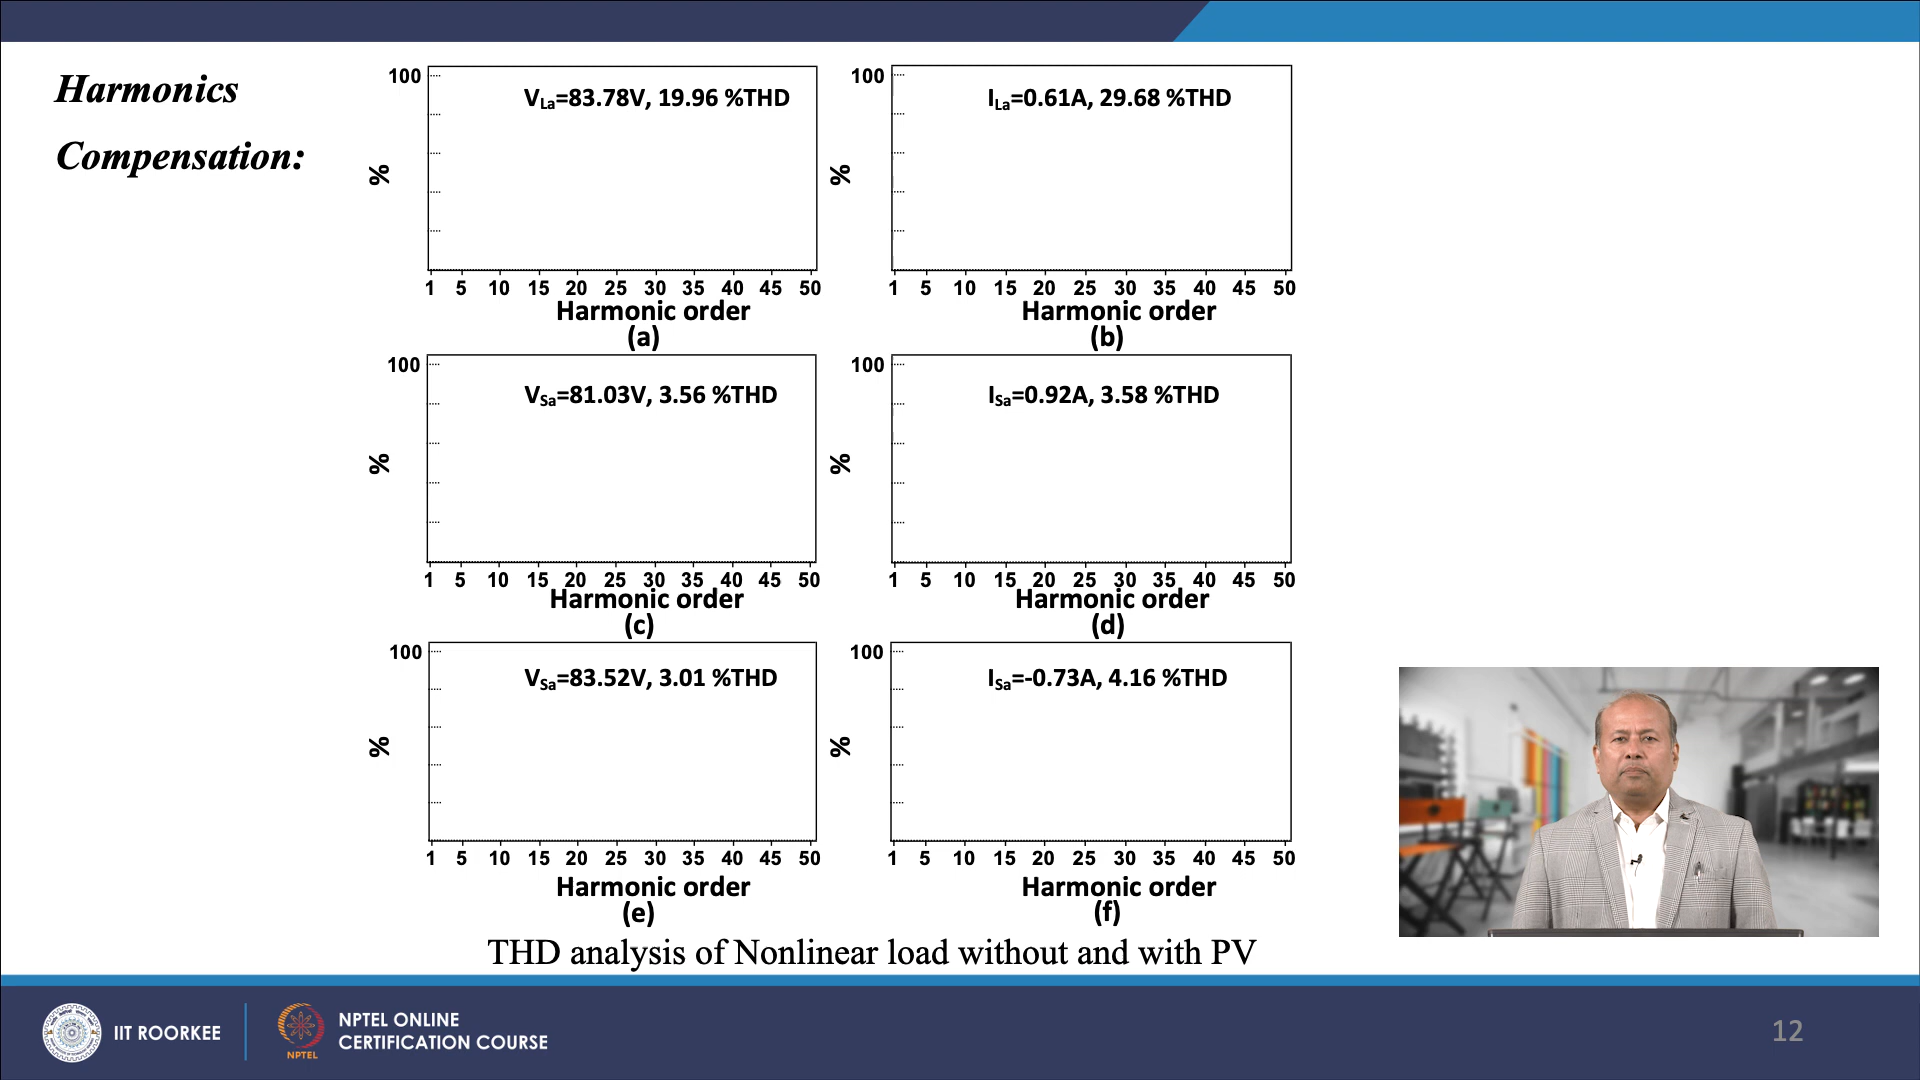 Harmonics
Compensation:
100
V_La=83.78V, 19.96 %THD
%
1 5 10 15 20 25 30 35 40 45 50
Harmonic order
(a)
100
I_La=0.61A, 29.68 %THD
%
1 5 10 15 20 25 30 35 40 45 50
Harmonic order
(b)
100
V_Sa=81.03V, 3.56 %THD
%
1 5 10 15 20 25 30 35 40 45 50
Harmonic order
(c)
100
I_Sa=0.92A, 3.58 %THD
%
1 5 10 15 20 25 30 35 40 45 50
Harmonic order
(d)
100
V_Sa=83.52V, 3.01 %THD
%
1 5 10 15 20 25 30 35 40 45 50
Harmonic order
(e)
100
I_Sa=-0.73A, 4.16 %THD
%
1 5 10 15 20 25 30 35 40 45 50
Harmonic order
(f)
THD analysis of Nonlinear load without and with PV
IIT ROORKEE
NPTEL
NPTEL ONLINE
CERTIFICATION COURSE
12